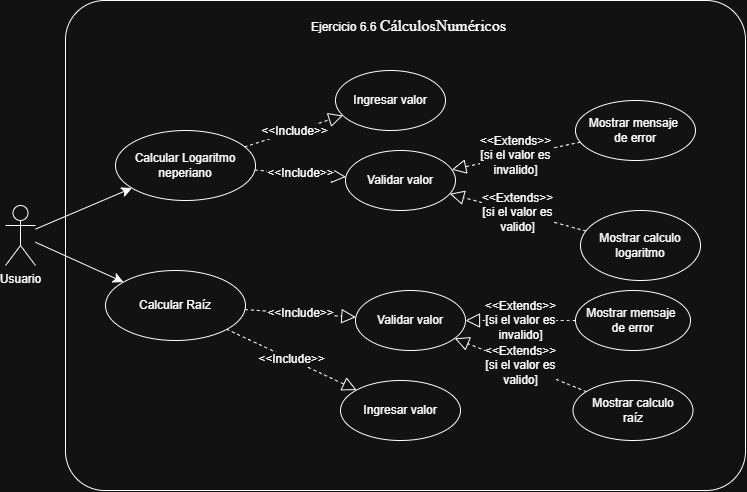 Ejercicio 6.6 CálculosNuméricos
Ingresar valor
<<Include>>
Calcular Logaritmo
neperiano
<<Include>>
Validar valor
<<Extends>>
[si el valor es
invalido]
Mostrar mensaje
de error
<<Extends>>
[si el valor es
valido]
Mostrar calculo
logaritmo
Usuario
Calcular Raíz
<<Include>>
Validar valor
<<Extends>>
[si el valor es
invalido]
Mostrar mensaje
de error
<<Extends>>
[si el valor es
valido]
Mostrar calculo
raíz
<<Include>>
Ingresar valor